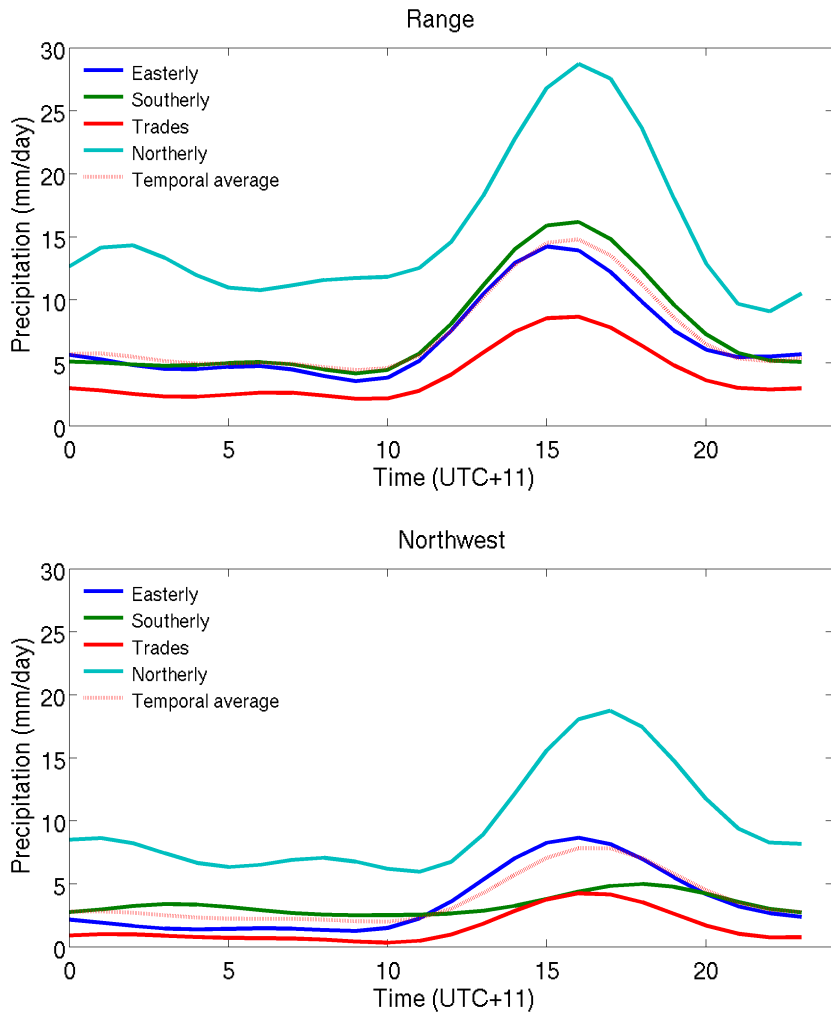 Range
30
25
20
15
10
5
0
Precipitation (mm/day)
Easterly
Southerly
Trades
Northerly
Temporal average
0 5 10 15 20
Time (UTC+11)
Northwest
30
25
20
15
10
5
0
Precipitation (mm/day)
Easterly
Southerly
Trades
Northerly
Temporal average
0 5 10 15 20
Time (UTC+11)